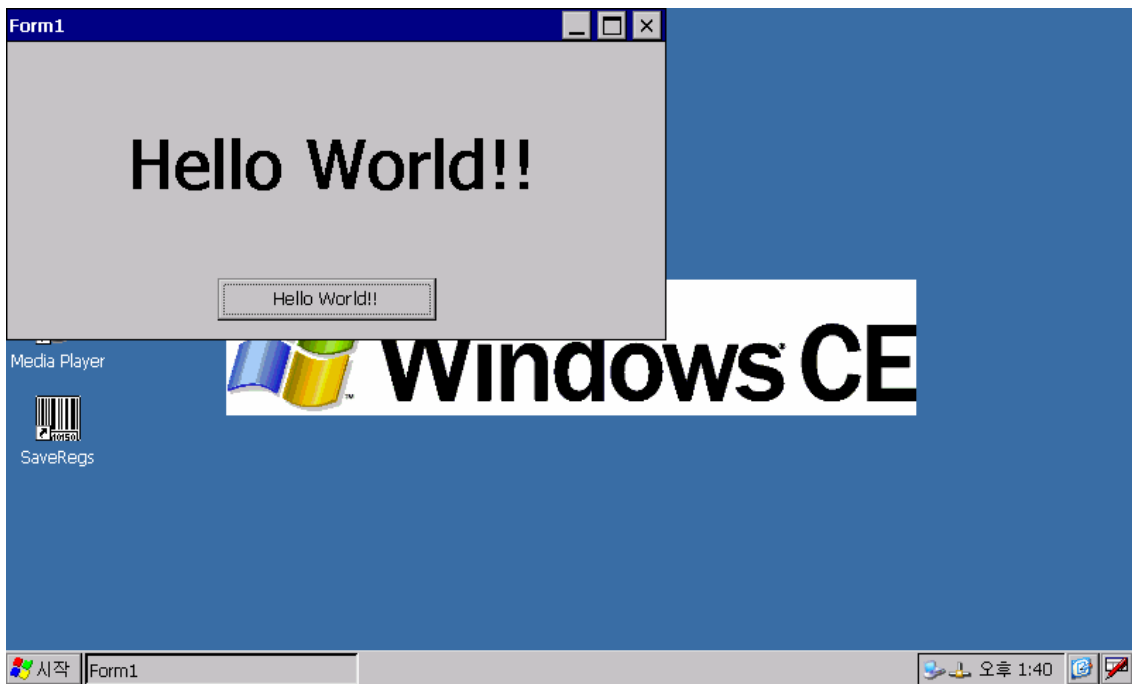 Form1
Hello World!!
Hello World!!
Windows CE
Media Player
SaveRegs
시작
Form1
오후 1:40